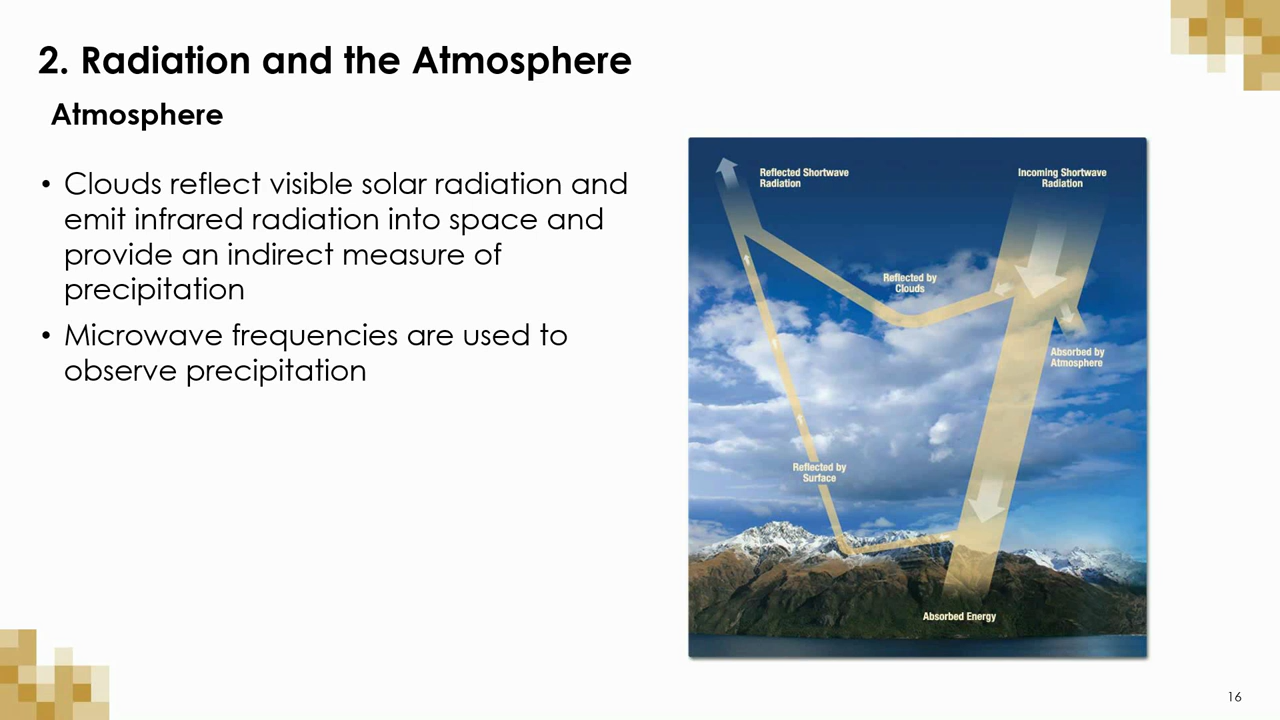 2. Radiation and the Atmosphere
Atmosphere
• Clouds reflect visible solar radiation and
emit infrared radiation into space and
provide an indirect measure of
precipitation
• Microwave frequencies are used to
observe precipitation
Reflected Shortwave
Radiation
Incoming Shortwave
Radiation
Reflected by
Clouds
Absorbed by
Atmosphere
Reflected by
Surface
Absorbed Energy
16